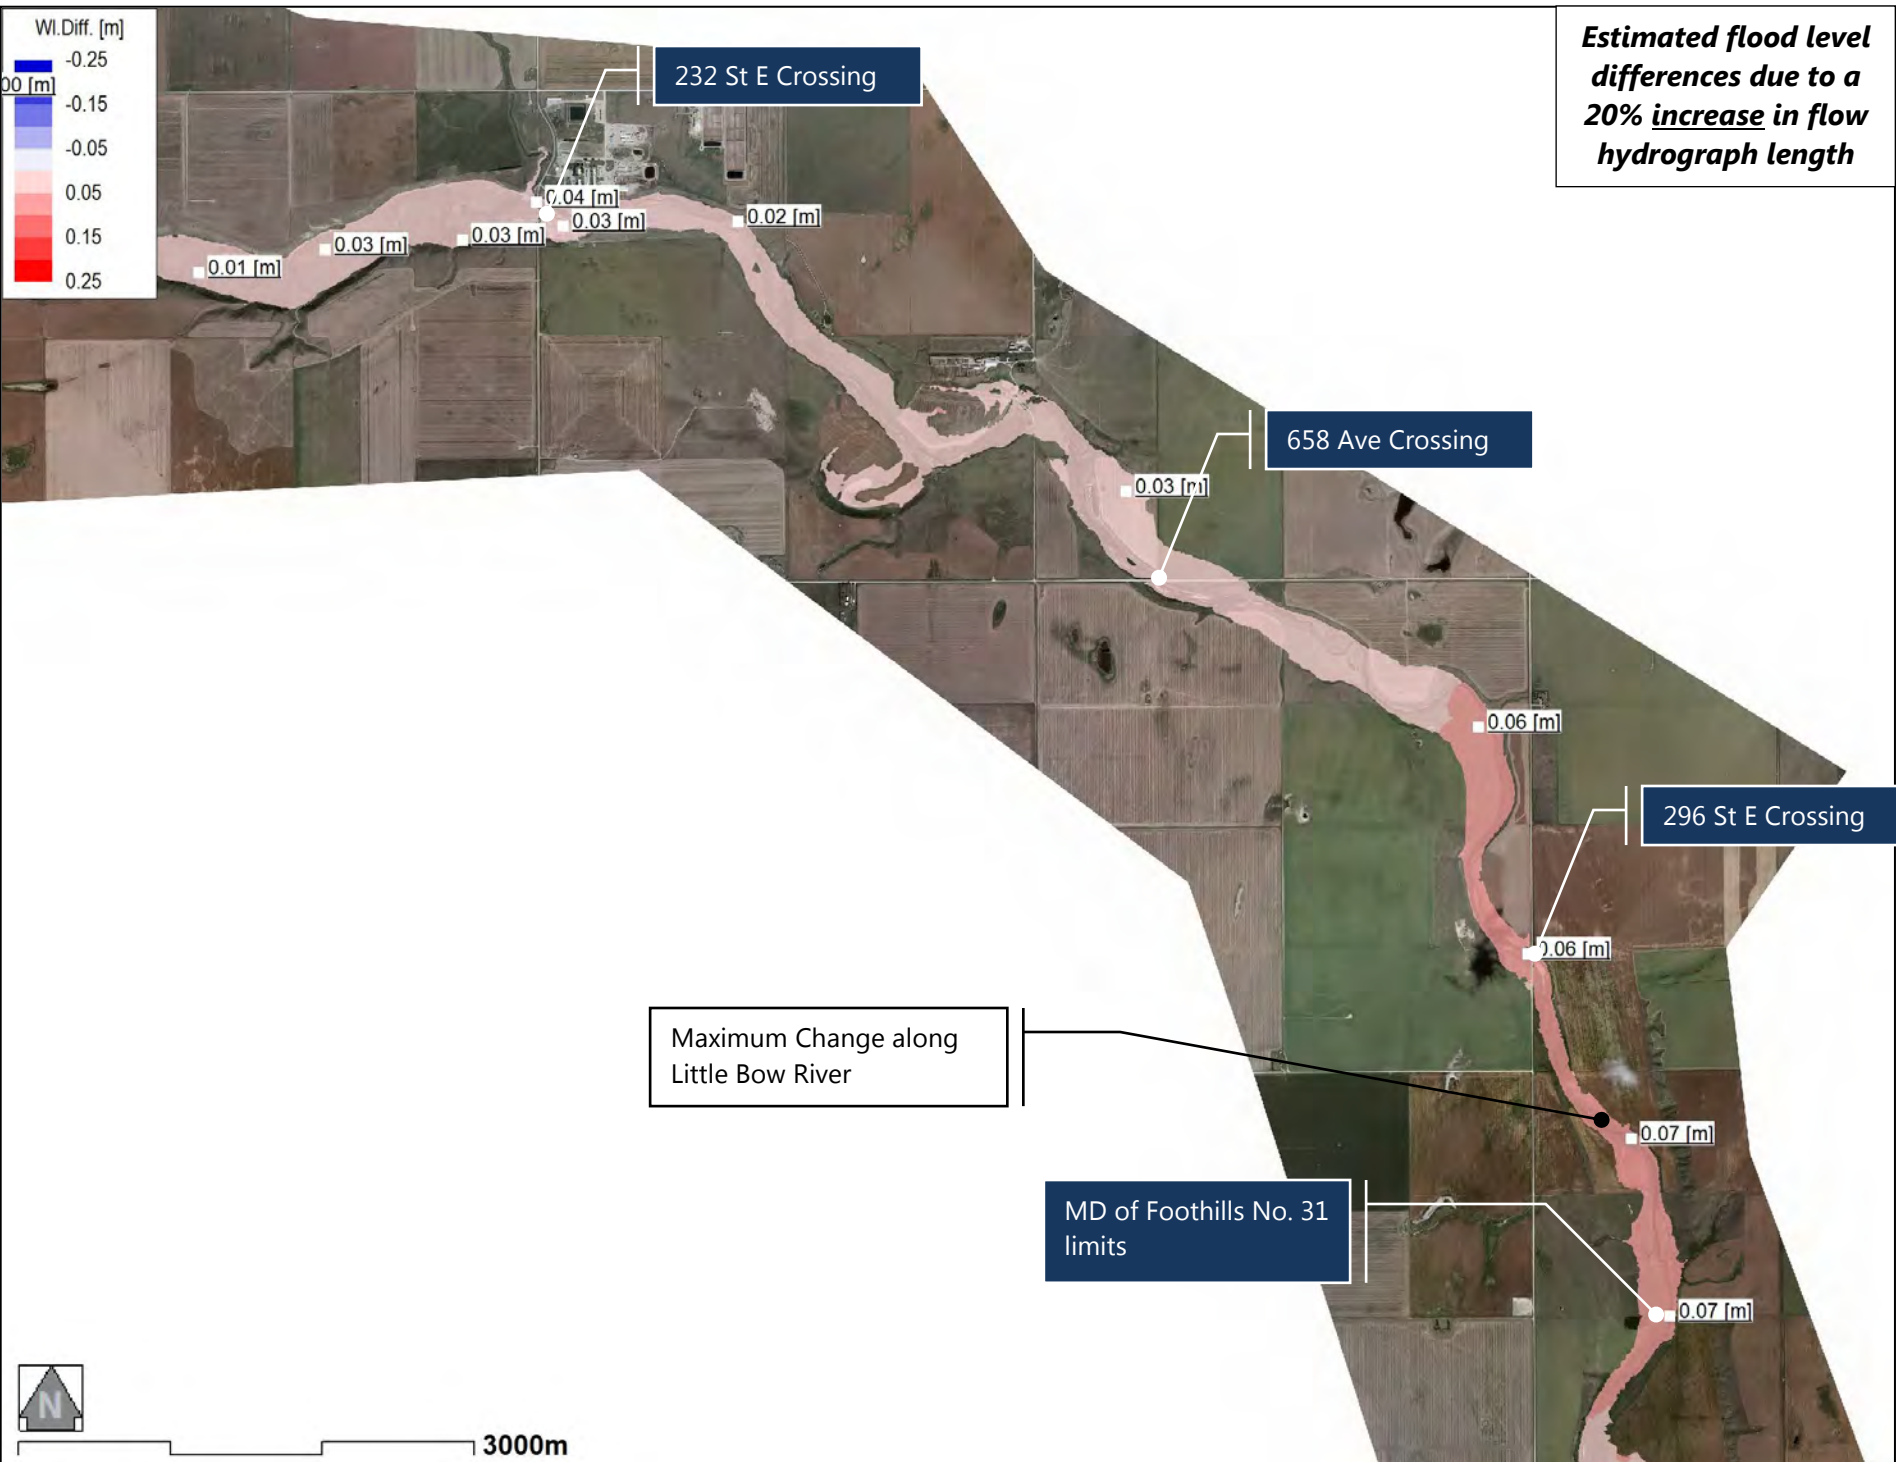 Wl.Diff. [m]
-0.25
00 [m]
-0.15
-0.05
0.05
0.15
0.25
Estimated flood level
differences due to a
20% increase in flow
hydrograph length
232 St E Crossing
0.04 [m]
0.03 [m]
0.02 [m]
0.03 [m]
0.03 [m]
0.01 [m]
658 Ave Crossing
0.03 [m]
0.06 [m]
296 St E Crossing
0.06 [m]
Maximum Change along
Little Bow River
0.07 [m]
MD of Foothills No. 31
limits
0.07 [m]
N
3000m